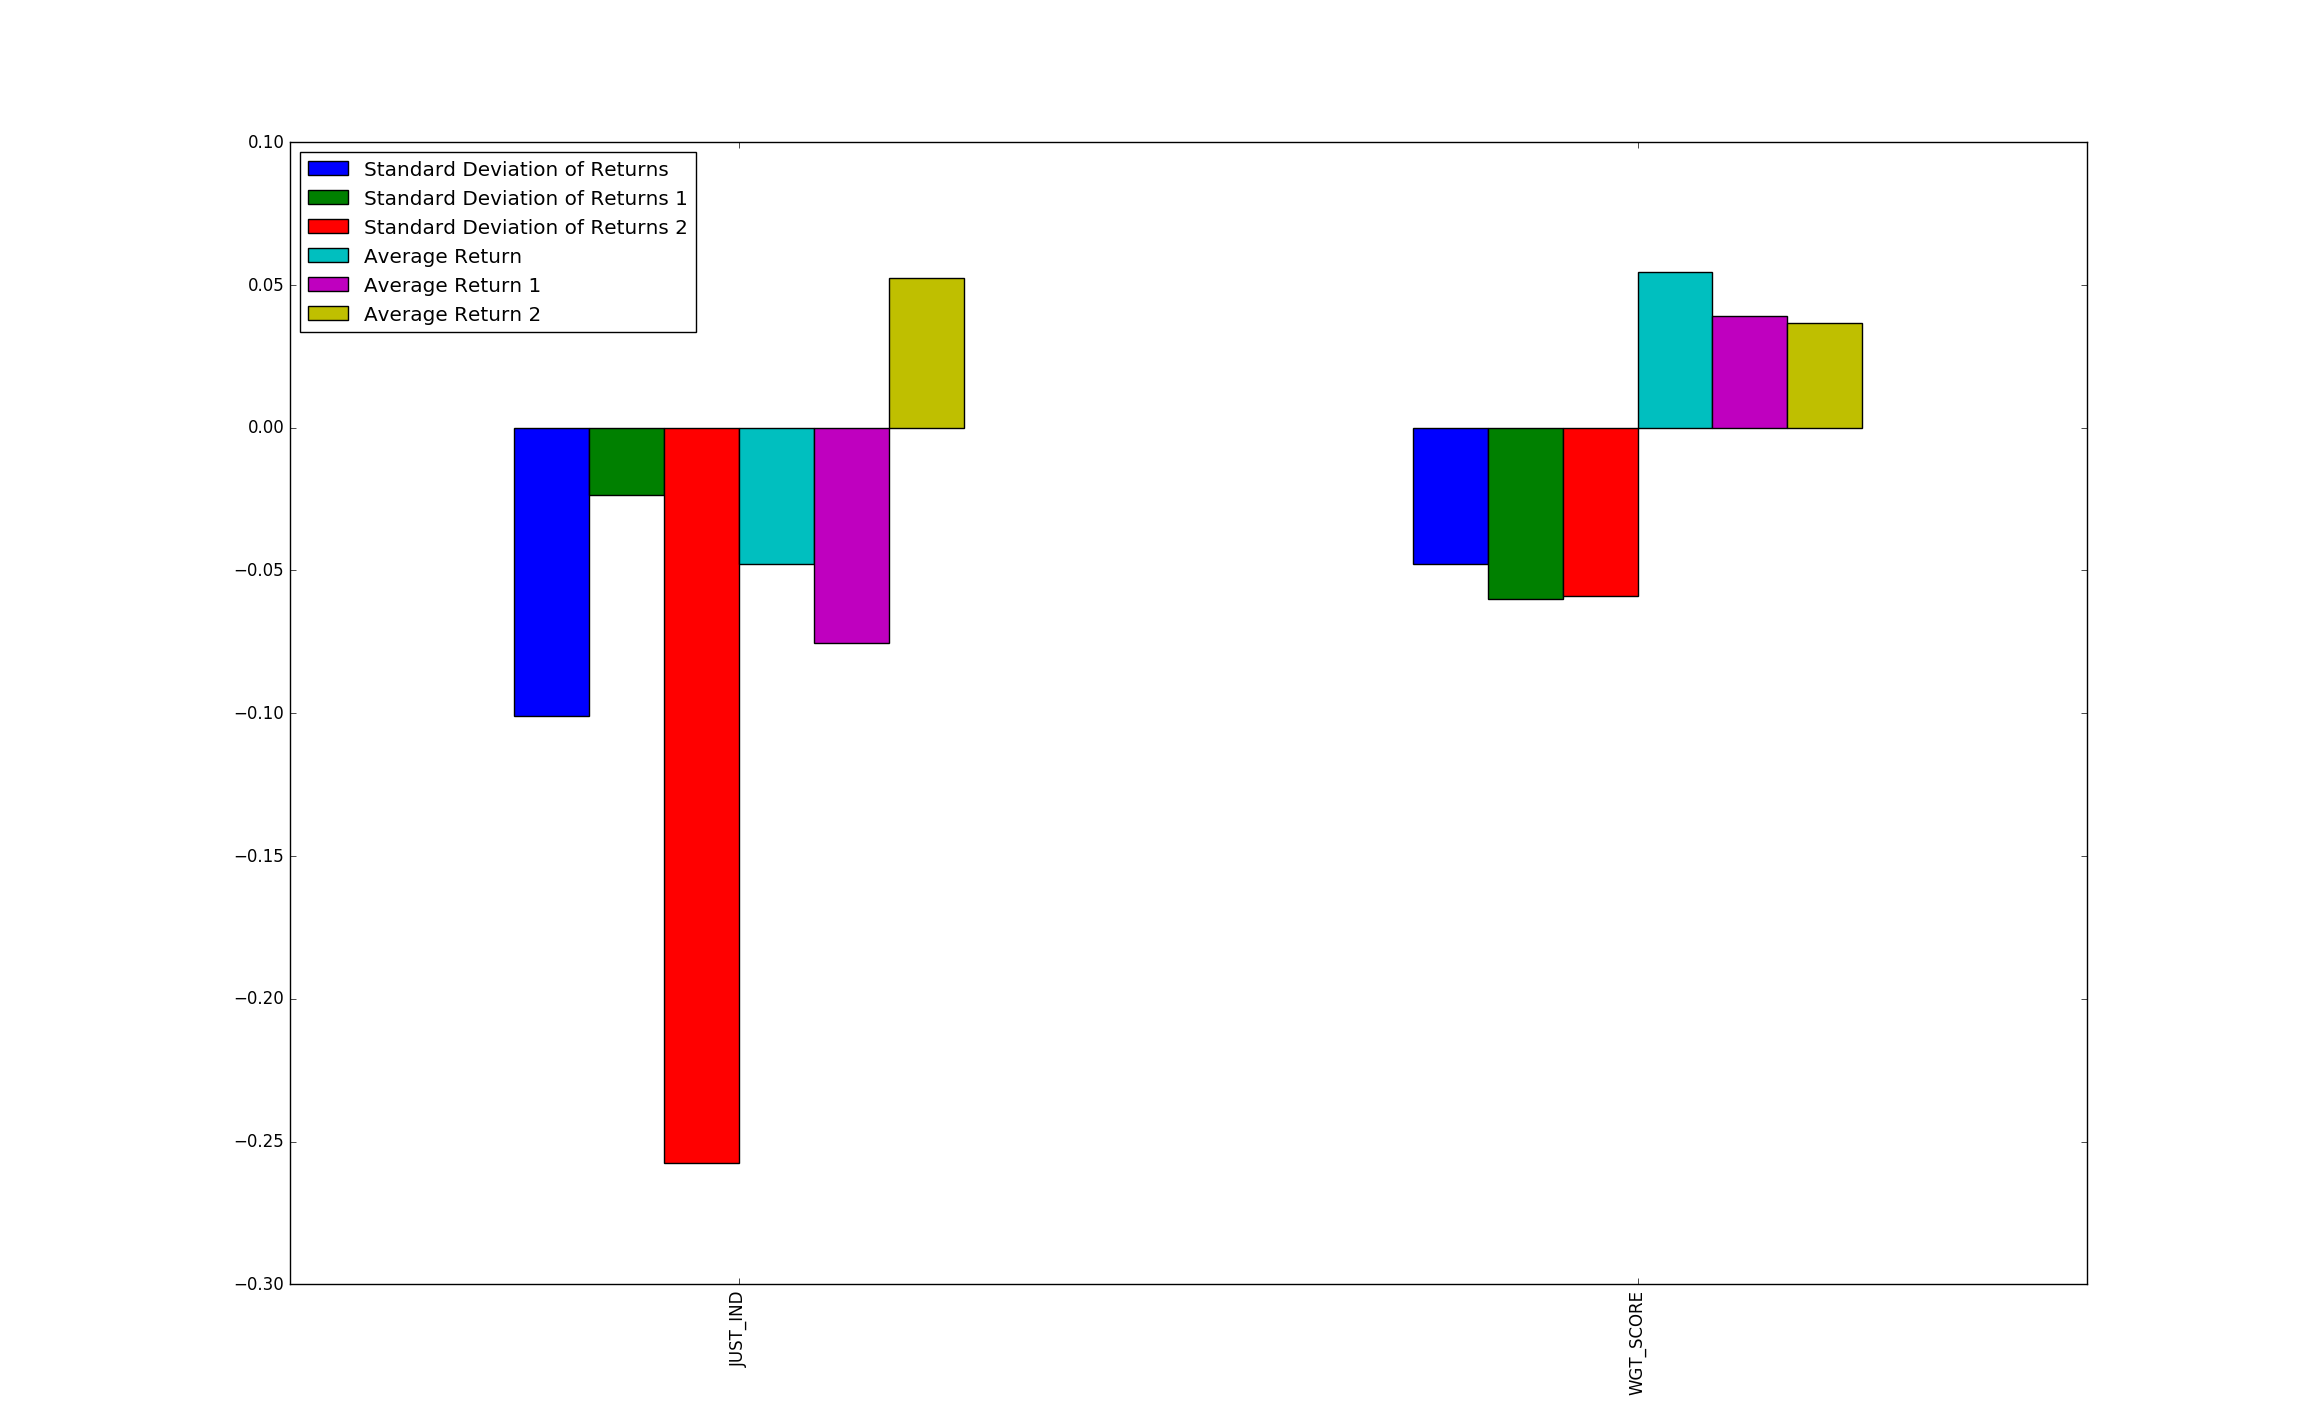 0.10
0.05
0.00
−0.05
−0.10
−0.15
−0.20
−0.25
−0.30
Standard Deviation of Returns
Standard Deviation of Returns 1
Standard Deviation of Returns 2
Average Return
Average Return 1
Average Return 2
JUST_IND
WGT_SCORE